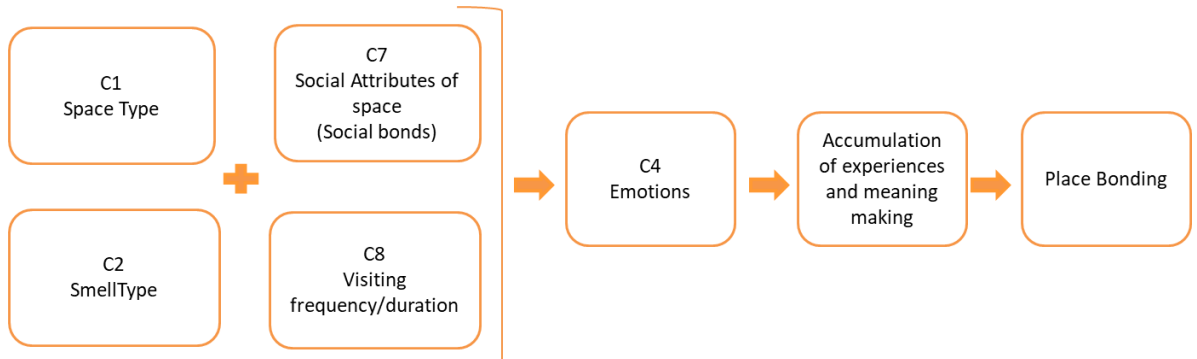 C1
Space Type
C7
Social Attributes of
space
(Social bonds)
C2
SmellType
C8
Visiting
frequency/duration
C4
Emotions
Accumulation
of experiences
and meaning
making
Place Bonding